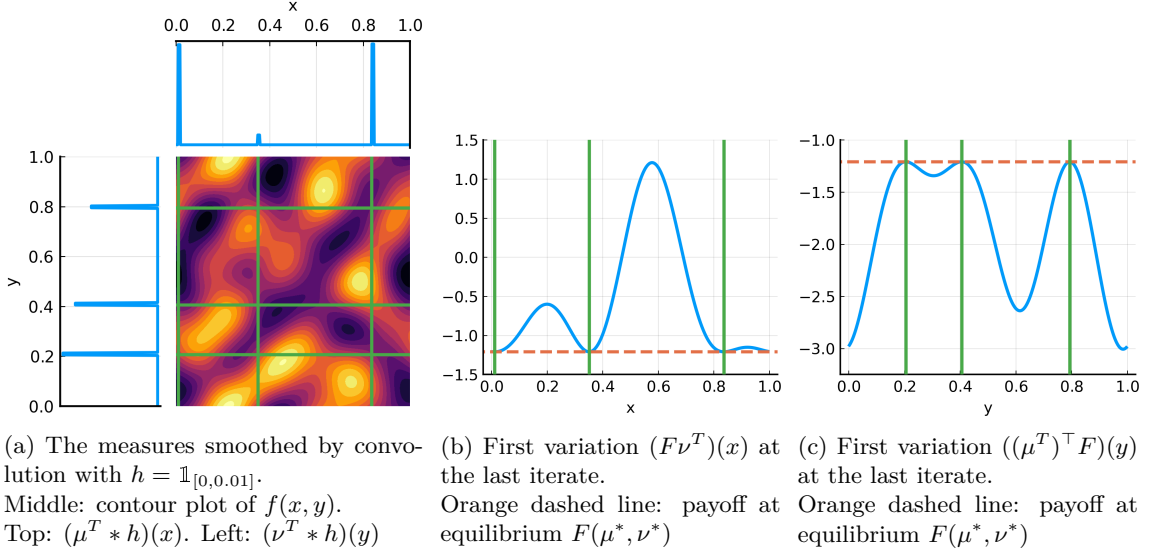 x
0.0 0.2 0.4 0.6 0.8 1.0
y
1.0
0.8
0.6
0.4
0.2
0.0
1.5
1.0
0.5
0.0
−0.5
−1.0
−1.5
0.0 0.2 0.4 0.6 0.8 1.0
x
−1.0
−1.5
−2.0
−2.5
−3.0
0.0 0.2 0.4 0.6 0.8 1.0
y
(a) The measures smoothed by convo-
lution with h = 𝟙[0,0.01].
Middle: contour plot of f(x, y).
Top: (μ^T ∗ h)(x). Left: (ν^T ∗ h)(y)
(b) First variation (Fν^T)(x) at
the last iterate.
Orange dashed line: payoff at
equilibrium F(μ*, ν*)
(c) First variation ((μ^T)^⊤F)(y)
at the last iterate.
Orange dashed line: payoff at
equilibrium F(μ*, ν*)